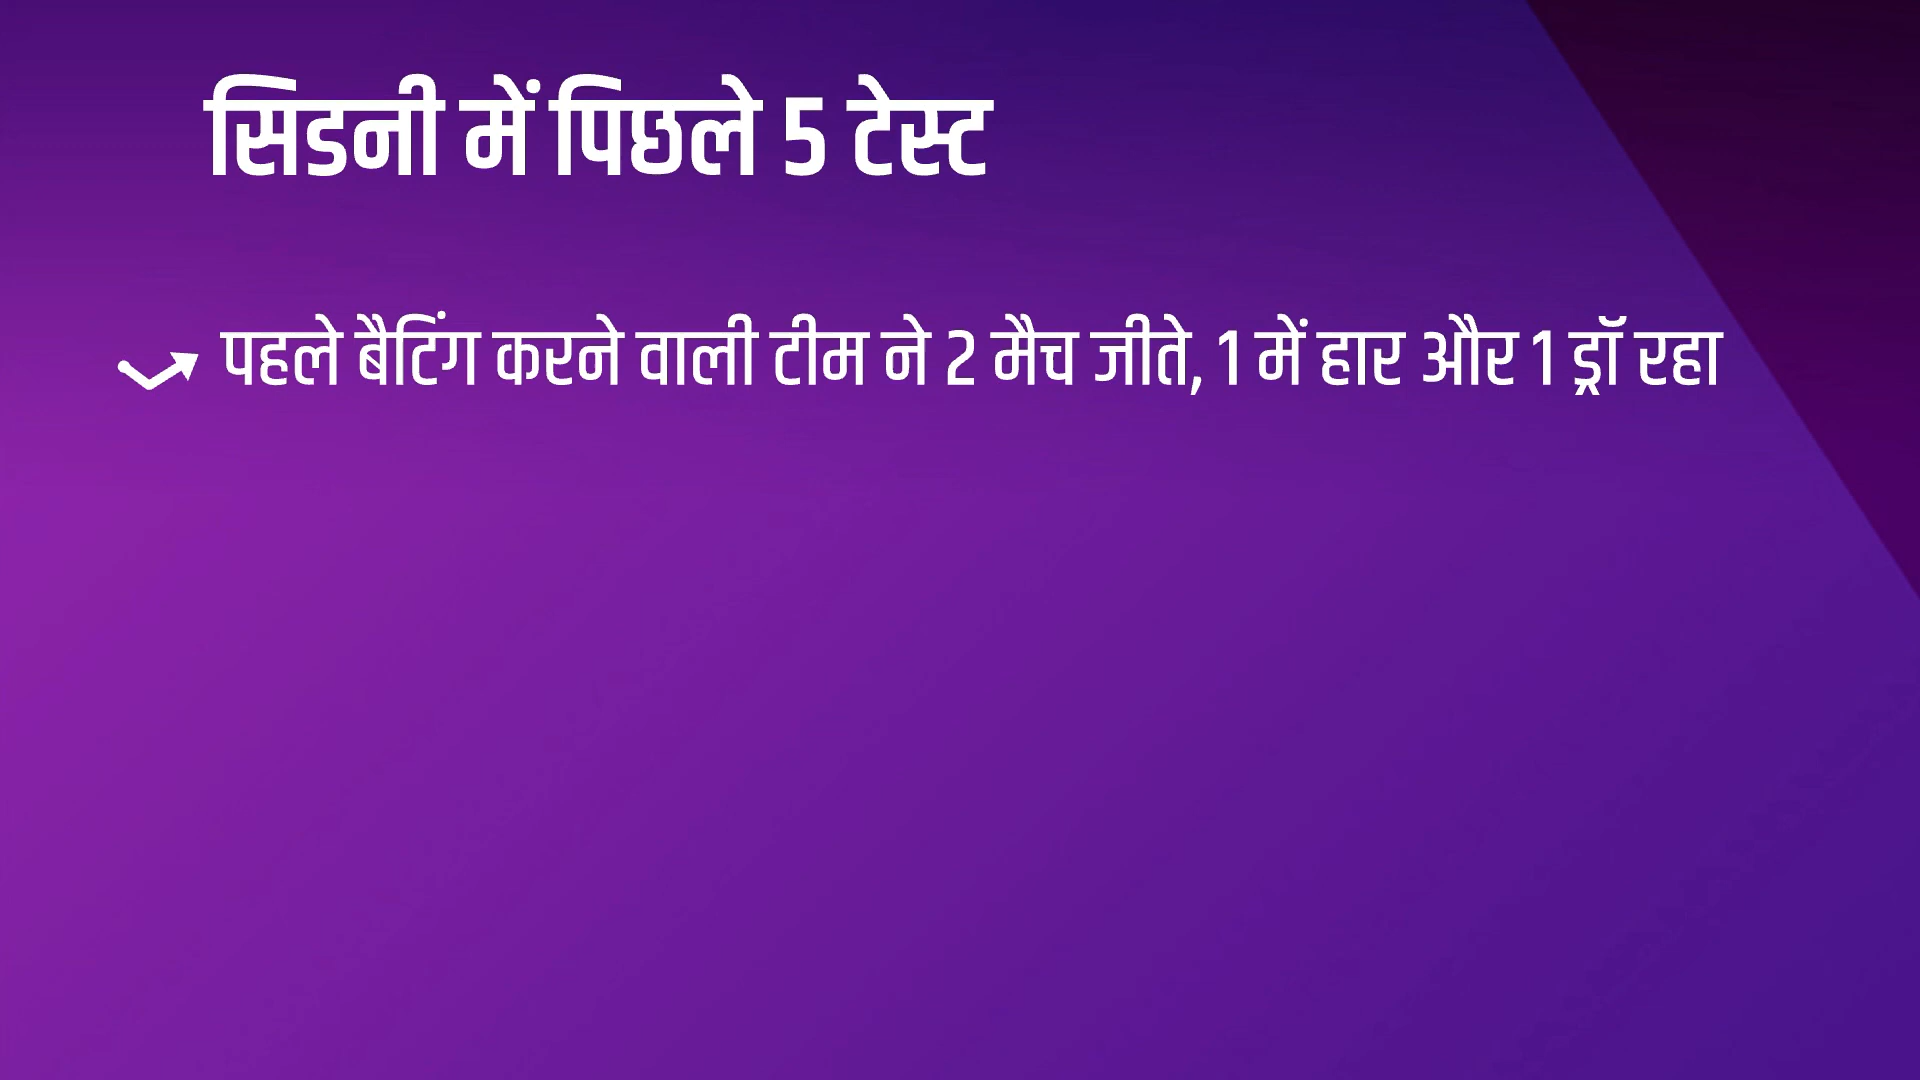 सिडनी में पिछले 5 टेस्ट
पहले बैटिंग करने वाली टीम ने 2 मैच जीते, 1 में हार और 1 ड्रॉ रहा